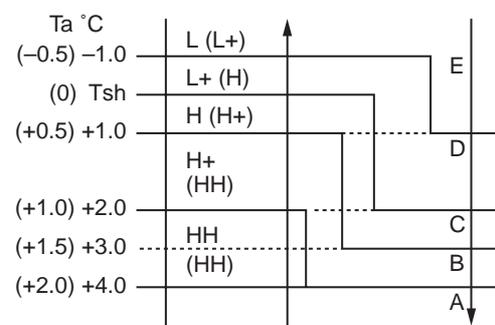 Ta ˚C
(–0.5) –1.0
L (L+)
E
(0) Tsh
L+ (H)
(+0.5) +1.0
H (H+)
D
H+
(HH)
(+1.0) +2.0
C
(+1.5) +3.0
HH
(HH)
B
(+2.0) +4.0
A